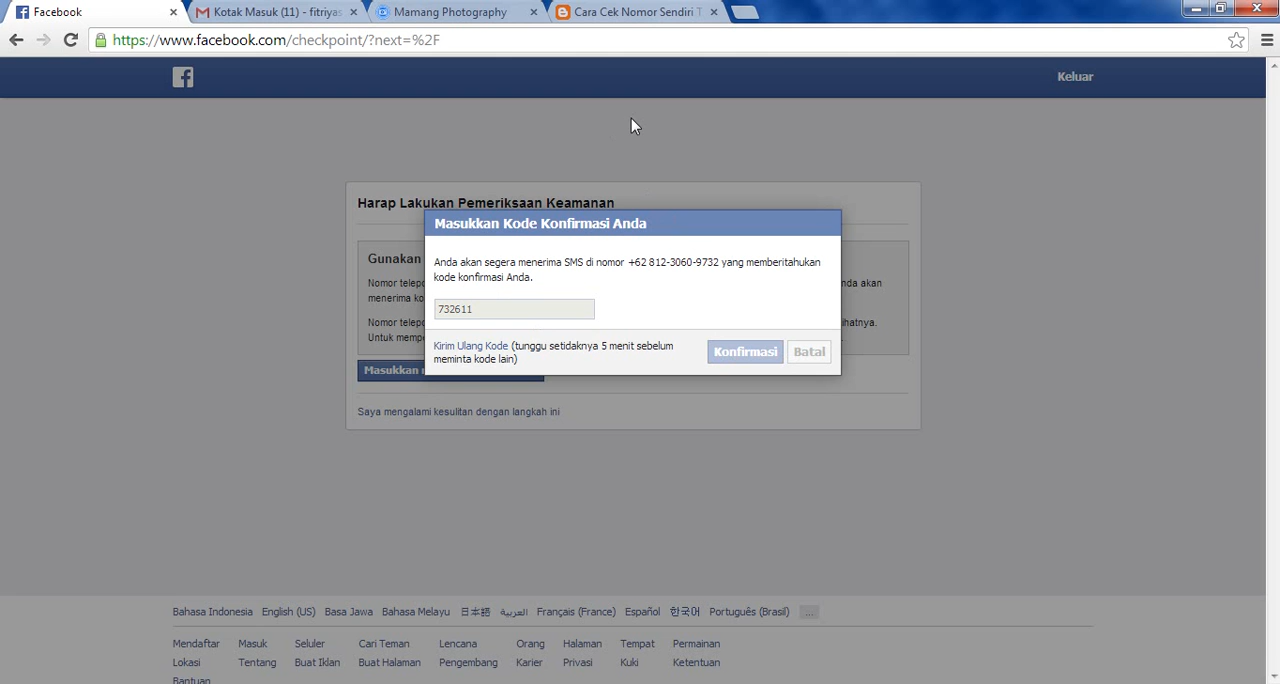 Facebook
Kotak Masuk (11) - fitriyas
Mamang Photography
Cara Cek Nomor Sendiri T
https://www.facebook.com/checkpoint/?next=%2F
Keluar
Harap Lakukan Pemeriksaan Keamanan
Masukkan Kode Konfirmasi Anda
Gunakan
Anda akan segera menerima SMS di nomor +62 812-3060-9732 yang memberitahukan
kode konfirmasi Anda.
Nomor telepo
nda akan
menerima ko
732611
Nomor telepo
ihatnya.
Untuk mempe
Kirim Ulang Kode (tunggu setidaknya 5 menit sebelum
meminta kode lain)
Konfirmasi
Batal
Masukkan
Saya mengalami kesulitan dengan langkah ini
Bahasa Indonesia English (US) Basa Jawa Bahasa Melayu 日本語 العربية Français (France) Español 한국어 Português (Brasil) ...
Mendaftar Masuk Seluler Cari Teman Lencana Orang Halaman Tempat Permainan
Lokasi Tentang Buat Iklan Buat Halaman Pengembang Karier Privasi Kuki Ketentuan
Bantuan